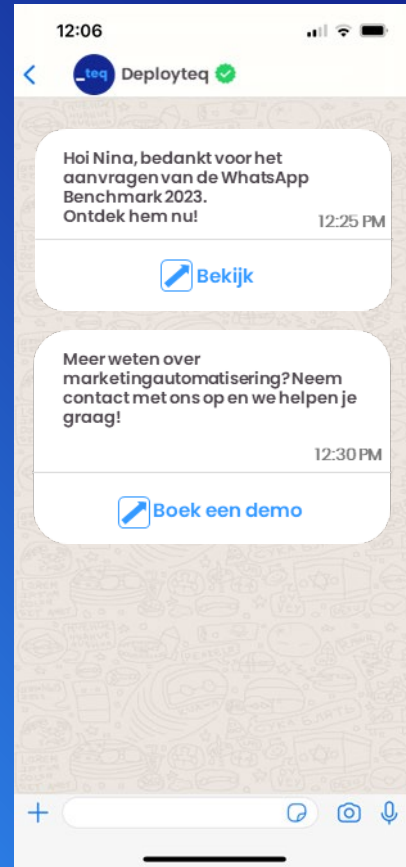 12:06
_teq Deployteq
Hoi Nina, bedankt voor het
aanvragen van de WhatsApp
Benchmark 2023.
Ontdek hem nu!
12:25 PM
Bekijk
Meer weten over
marketingautomatisering? Neem
contact met ons op en we helpen je
graag!
12:30 PM
Boek een demo